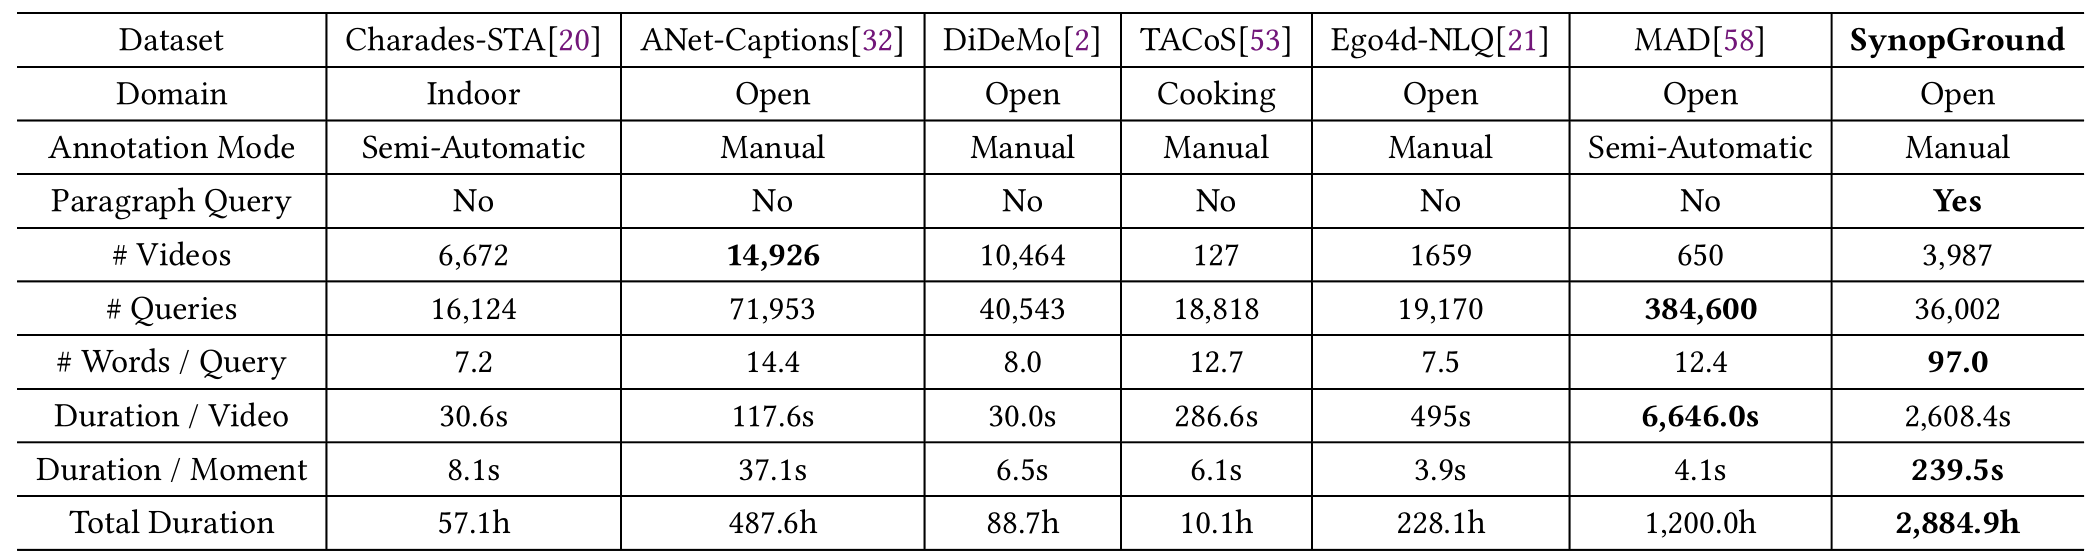 Dataset Charades-STA[20] ANet-Captions[32] DiDeMo[2] TACoS[53] Ego4d-NLQ[21] MAD[58] SynopGround
Domain Indoor Open Open Cooking Open Open Open
Annotation Mode Semi-Automatic Manual Manual Manual Manual Semi-Automatic Manual
Paragraph Query No No No No No No Yes
# Videos 6,672 14,926 10,464 127 1659 650 3,987
# Queries 16,124 71,953 40,543 18,818 19,170 384,600 36,002
# Words / Query 7.2 14.4 8.0 12.7 7.5 12.4 97.0
Duration / Video 30.6s 117.6s 30.0s 286.6s 495s 6,646.0s 2,608.4s
Duration / Moment 8.1s 37.1s 6.5s 6.1s 3.9s 4.1s 239.5s
Total Duration 57.1h 487.6h 88.7h 10.1h 228.1h 1,200.0h 2,884.9h